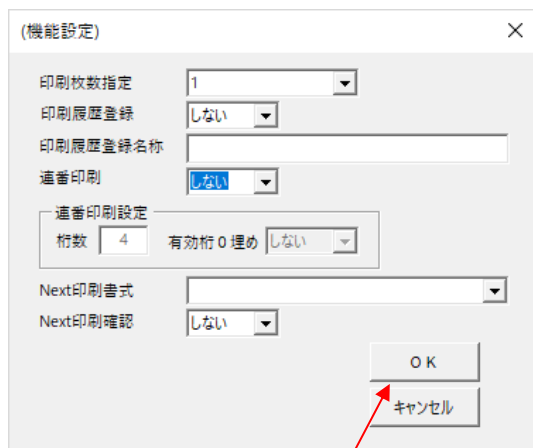 (機能設定)
印刷枚数指定 1
印刷履歴登録 しない
印刷履歴登録名称
連番印刷 しない
連番印刷設定
桁数 4 有効桁0埋め しない
Next印刷書式
Next印刷確認 しない
OK
キャンセル